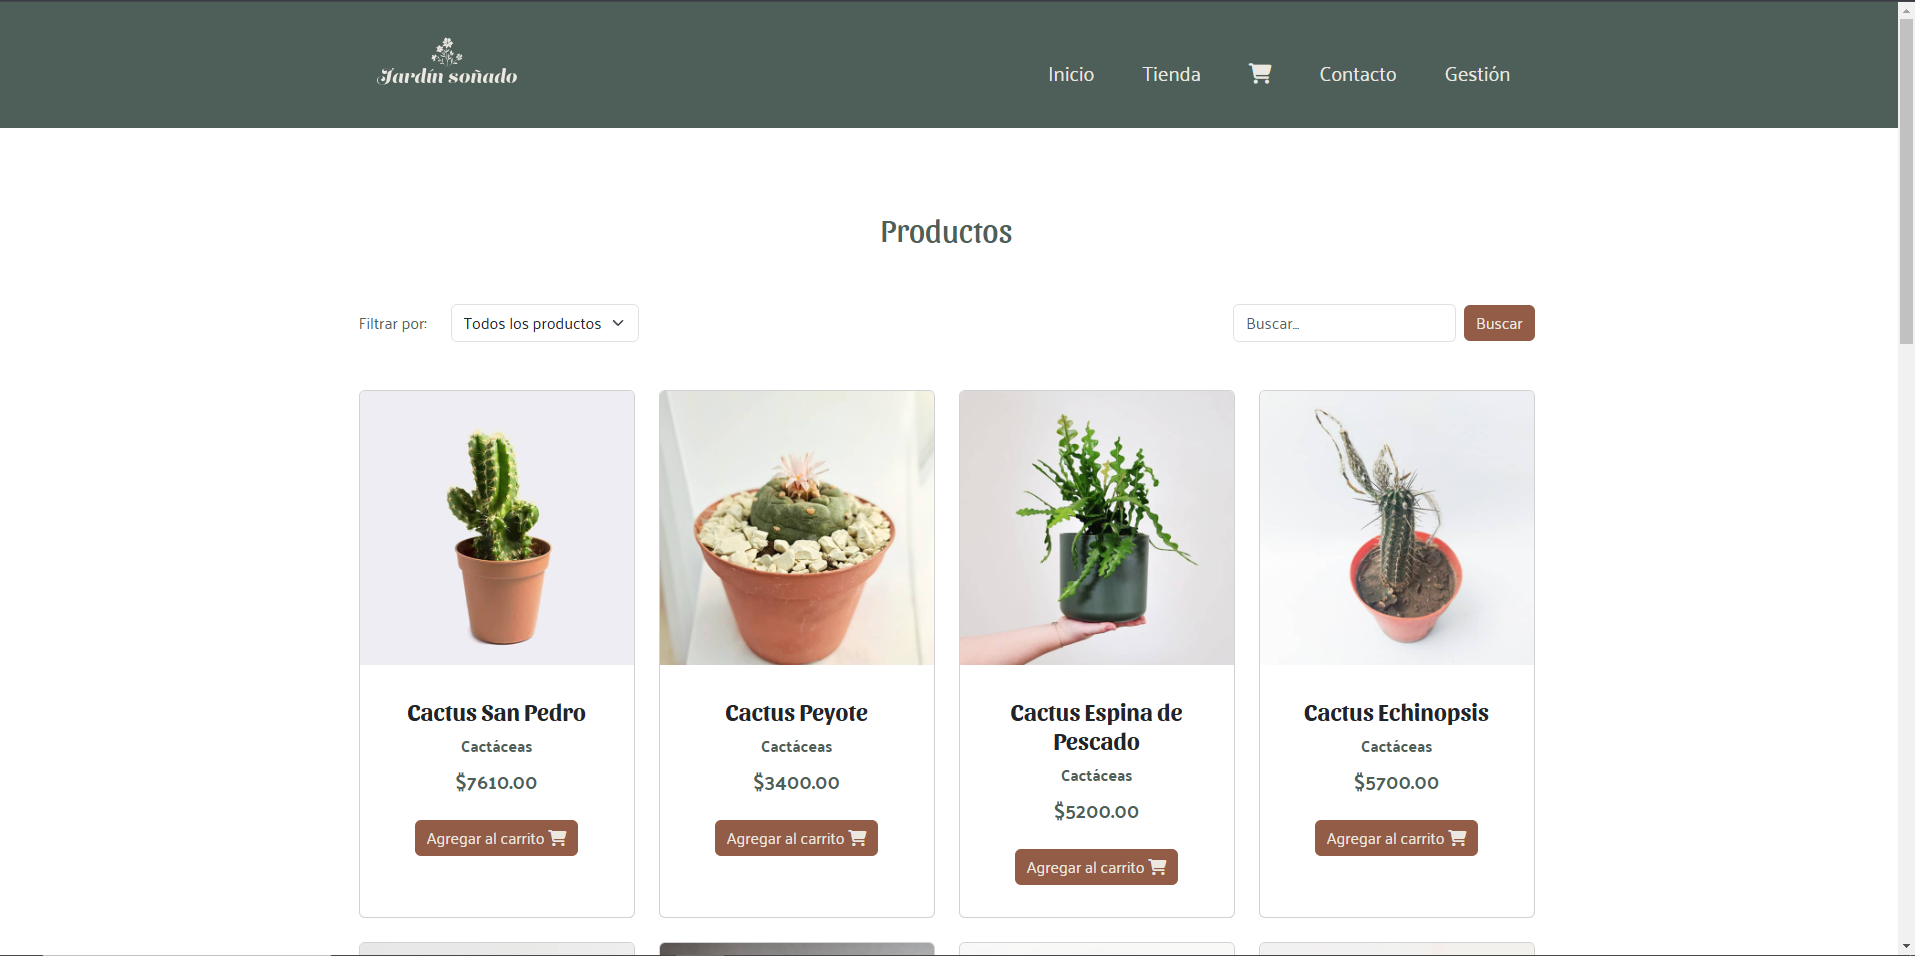 Jardín soñado
Inicio Tienda Contacto Gestión
Productos
Filtrar por: Todos los productos Buscar... Buscar
Cactus San Pedro
Cactáceas
$7610.00
Agregar al carrito
Cactus Peyote
Cactáceas
$3400.00
Agregar al carrito
Cactus Espina de
Pescado
Cactáceas
$5200.00
Agregar al carrito
Cactus Echinopsis
Cactáceas
$5700.00
Agregar al carrito